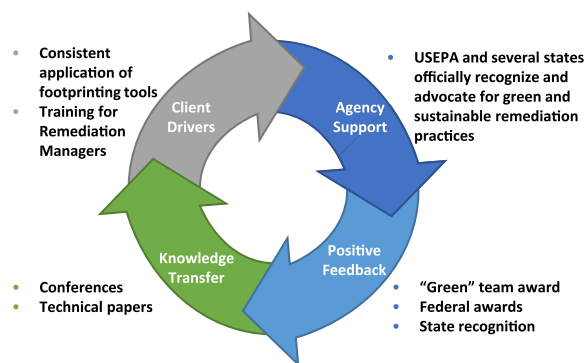 • Consistent
application of
footprinting tools
• Training for
Remediation
Managers
Client
Drivers
Agency
Support
• USEPA and several states
officially recognize and
advocate for green and
sustainable remediation
practices
Knowledge
Transfer
Positive
Feedback
• Conferences
• Technical papers
• “Green” team award
• Federal awards
• State recognition